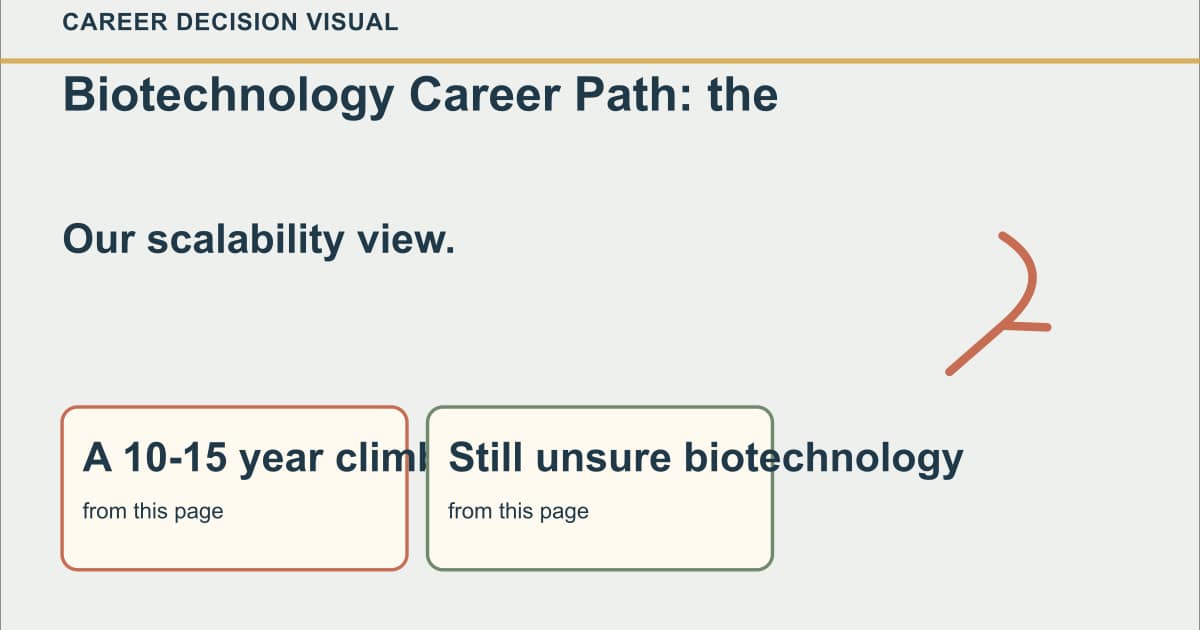 CAREER DECISION VISUAL
Biotechnology Career Path: the
Our scalability view.
A 10-15 year climb
from this page
Still unsure biotechnology
from this page